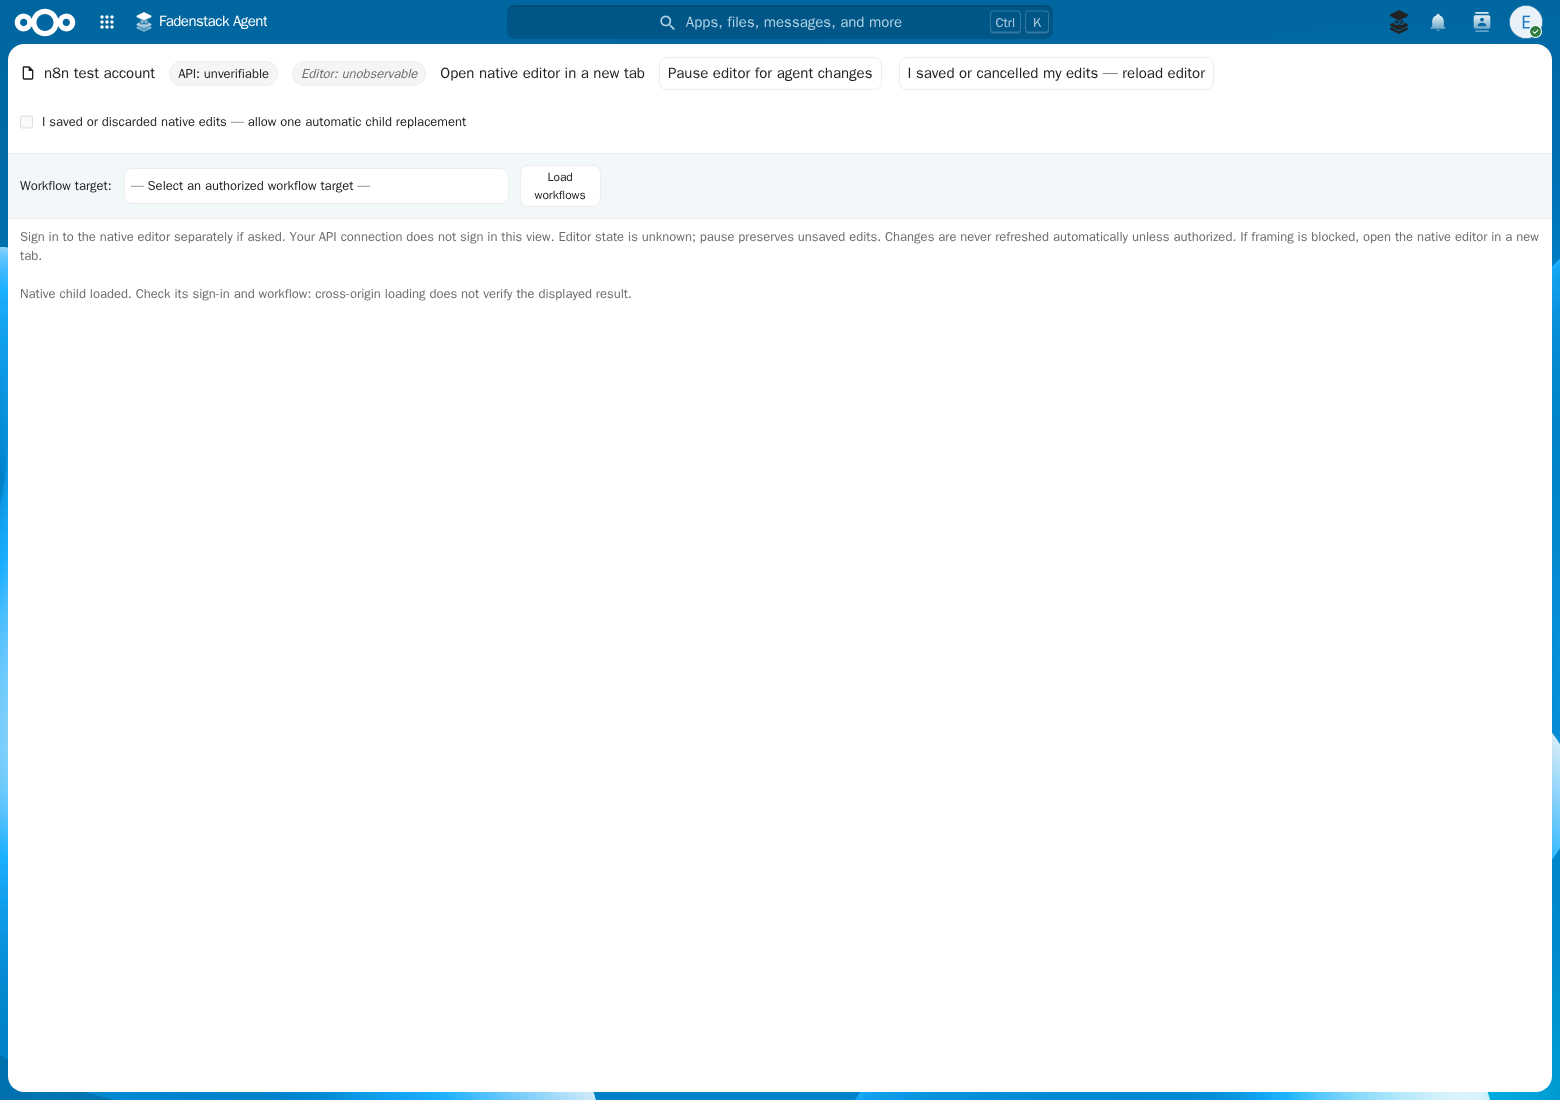 Fadenstack Agent
Apps, files, messages, and more
Ctrl
K
E
n8n test account
API: unverifiable
Editor: unobservable
Open native editor in a new tab
Pause editor for agent changes
I saved or cancelled my edits — reload editor
I saved or discarded native edits — allow one automatic child replacement
Workflow target:
— Select an authorized workflow target —
Load
workflows
Sign in to the native editor separately if asked. Your API connection does not sign in this view. Editor state is unknown; pause preserves unsaved edits. Changes are never refreshed automatically unless authorized. If framing is blocked, open the native editor in a new
tab.
Native child loaded. Check its sign-in and workflow: cross-origin loading does not verify the displayed result.